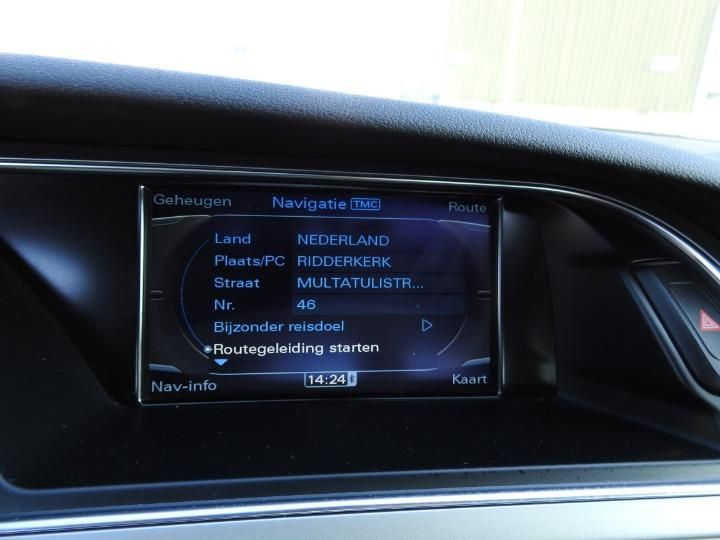 Geheugen Navigatie TMC Route
Land NEDERLAND
Plaats/PC RIDDERKERK
Straat MULTATULISTR...
Nr. 46
Bijzonder reisdoel
Routegeleiding starten
Nav-info 14:24 Kaart